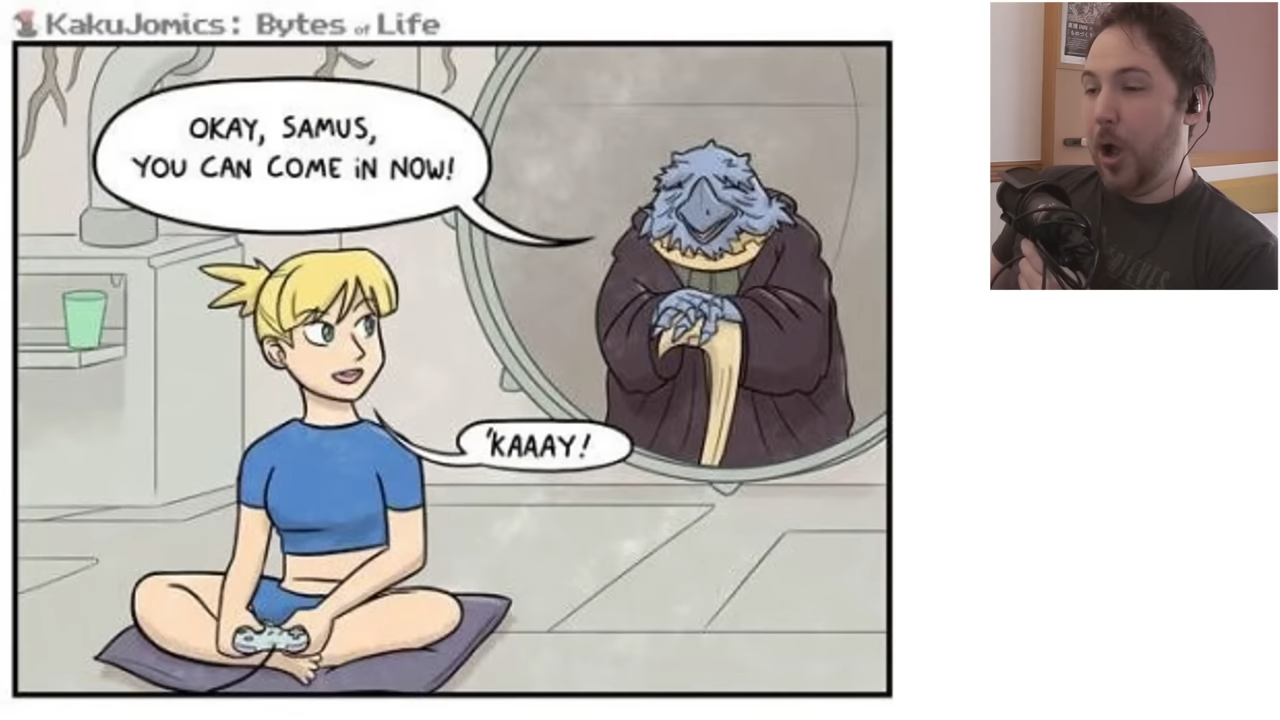 KakuJomics: Bytes of Life
OKAY, SAMUS,
YOU CAN COME IN NOW!
'KAAAY!